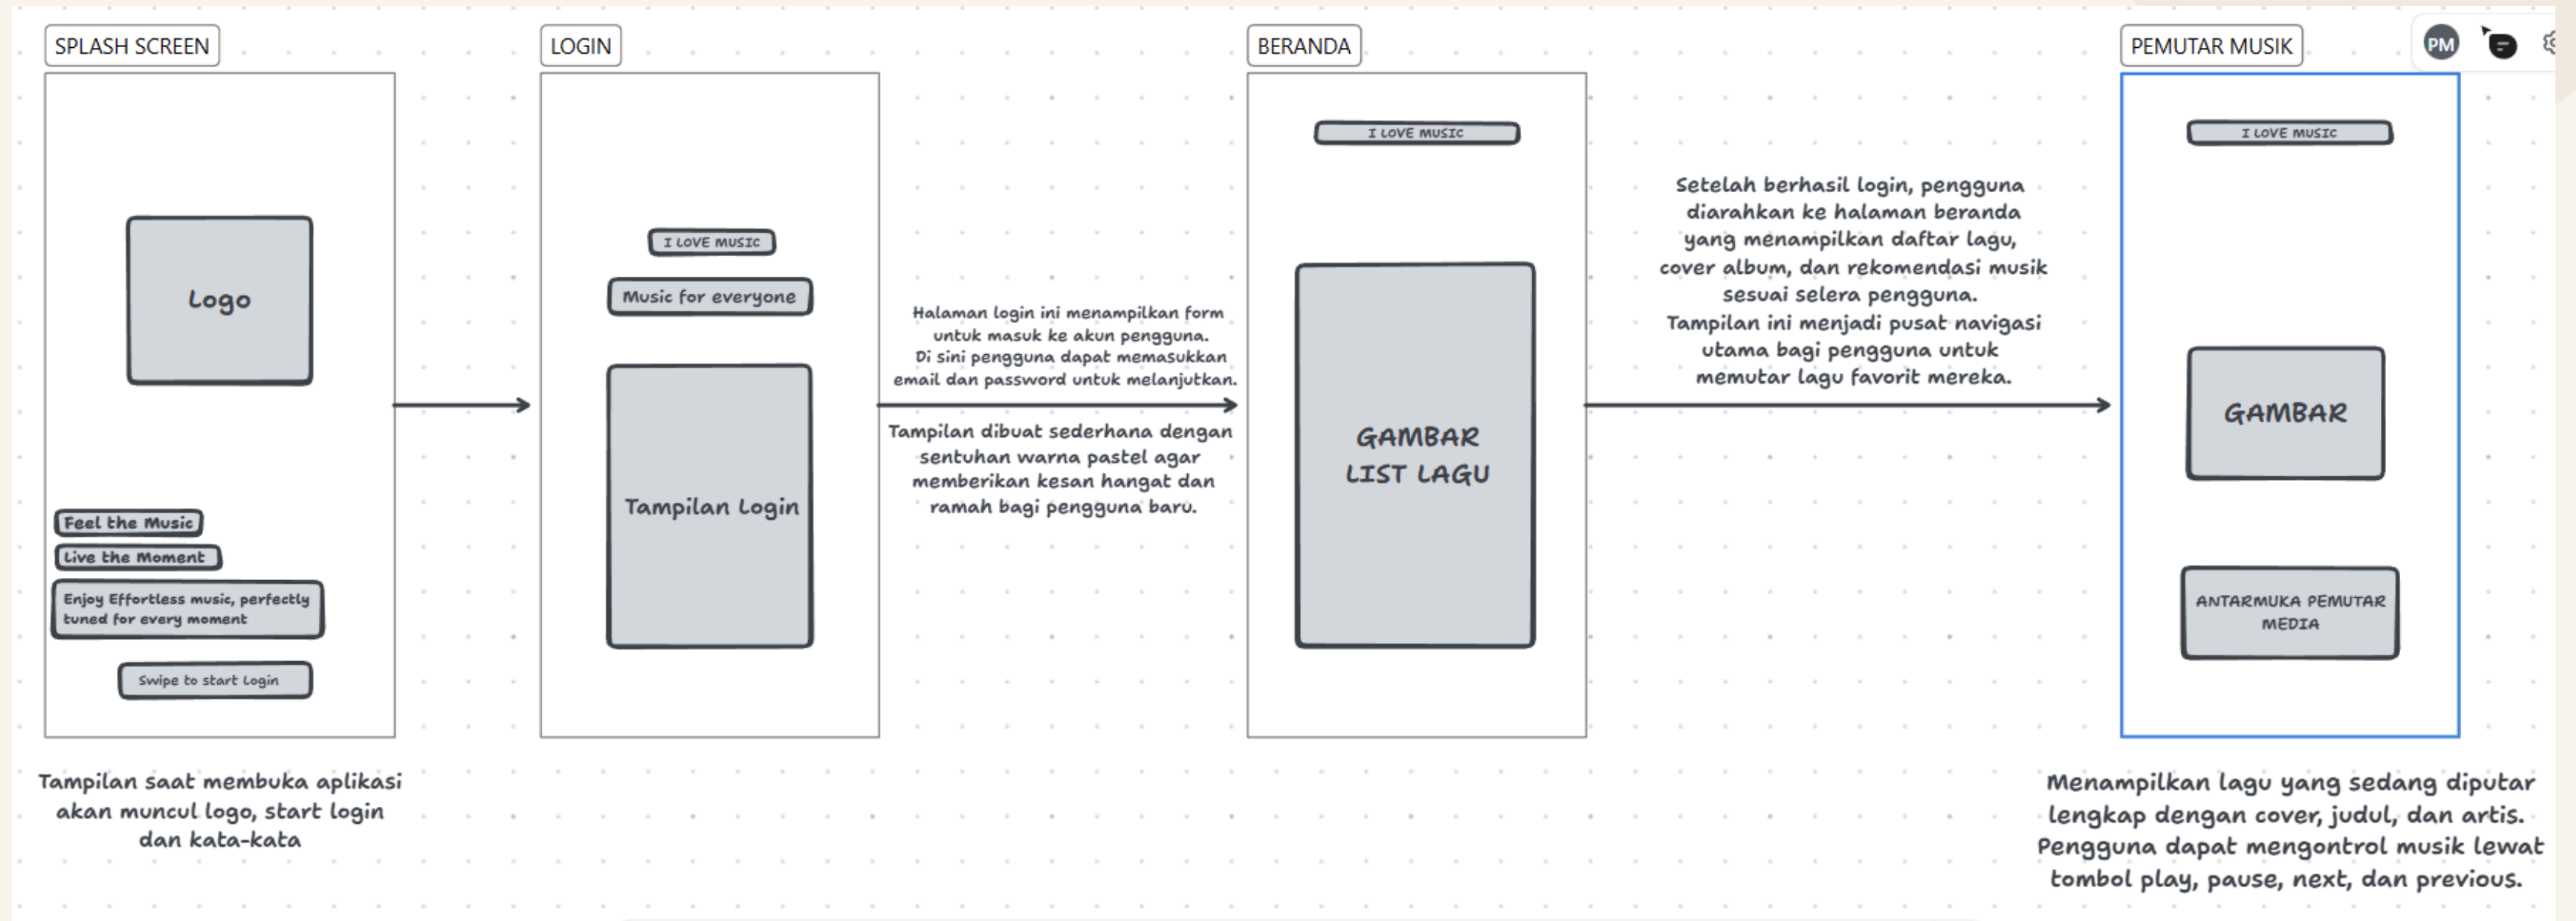 SPLASH SCREEN
Logo
Feel the Music
Live the Moment
Enjoy Effortless music, perfectly
tuned for every moment
Swipe to start Login
Tampilan saat membuka aplikasi
akan muncul logo, start login
dan kata-kata
LOGIN
I LOVE MUSIC
Music for everyone
Tampilan Login
Halaman login ini menampilkan form
untuk masuk ke akun pengguna.
Di sini pengguna dapat memasukkan
email dan password untuk melanjutkan.
Tampilan dibuat sederhana dengan
sentuhan warna pastel agar
memberikan kesan hangat dan
ramah bagi pengguna baru.
BERANDA
I LOVE MUSIC
GAMBAR
LIST LAGU
Setelah berhasil login, pengguna
diarahkan ke halaman beranda
yang menampilkan daftar lagu,
cover album, dan rekomendasi musik
sesuai selera pengguna.
Tampilan ini menjadi pusat navigasi
utama bagi pengguna untuk
memutar lagu favorit mereka.
PEMUTAR MUSIK
PM
I LOVE MUSIC
GAMBAR
ANTARMUKA PEMUTAR
MEDIA
Menampilkan lagu yang sedang diputar
lengkap dengan cover, judul, dan artis.
Pengguna dapat mengontrol musik lewat
tombol play, pause, next, dan previous.